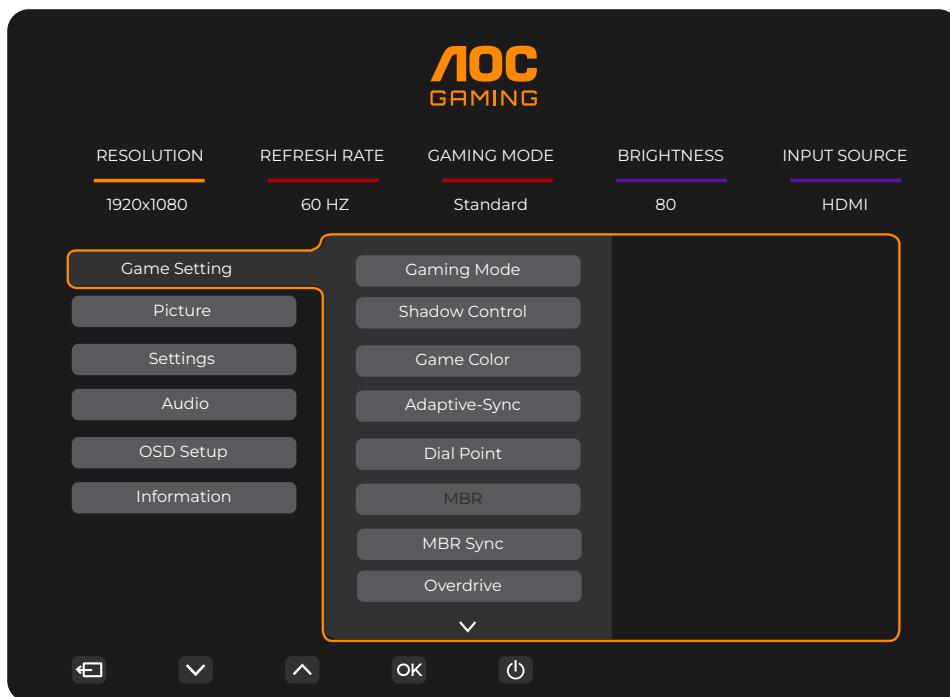 AOC
GAMING
RESOLUTION REFRESH RATE GAMING MODE BRIGHTNESS INPUT SOURCE
1920x1080 60 HZ Standard 80 HDMI
Game Setting
Picture
Settings
Audio
OSD Setup
Information
Gaming Mode
Shadow Control
Game Color
Adaptive-Sync
Dial Point
MBR
MBR Sync
Overdrive
OK